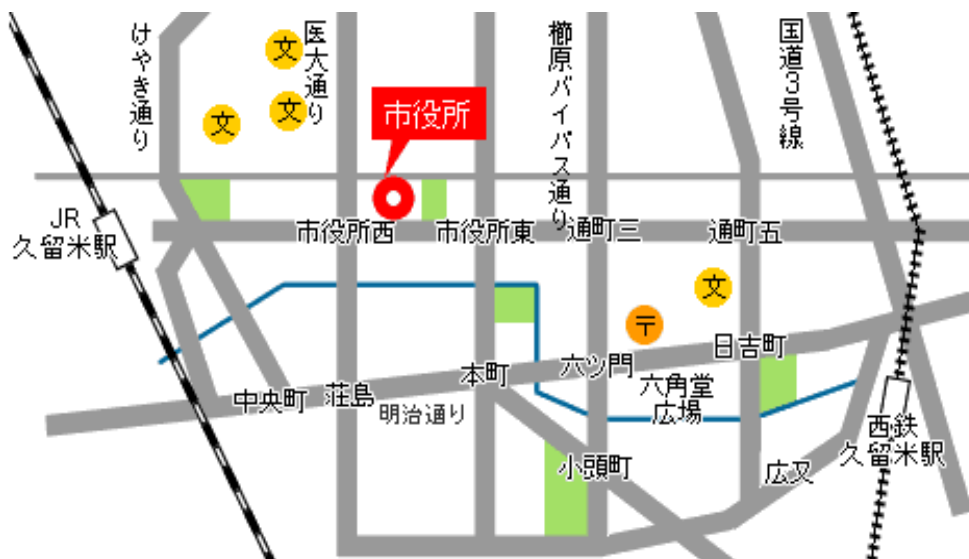 けやき通り
医大通り
櫛原バイパス通り
国道3号線
文
文
文
市役所
JR
久留米駅
市役所西
市役所東
通町三
通町五
文
〒
日吉町
六ツ門
本町
荘島
中央町
明治通り
六角堂
広場
西鉄
久留米駅
小頭町
広又